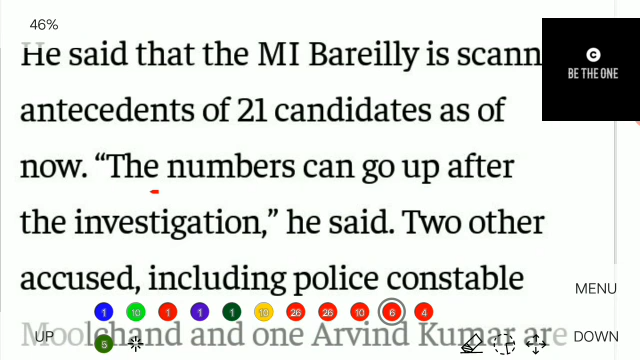 46%
He said that the MI Bareilly is scann
C
BE THE ONE
antecedents of 21 candidates as of
now. “The numbers can go up after
the investigation,” he said. Two other
accused, including police constable
MENU
1 10 1 1 1 10 26 26 10 6 4
Moolchand and one Arvind Kumar are
UP
5
DOWN